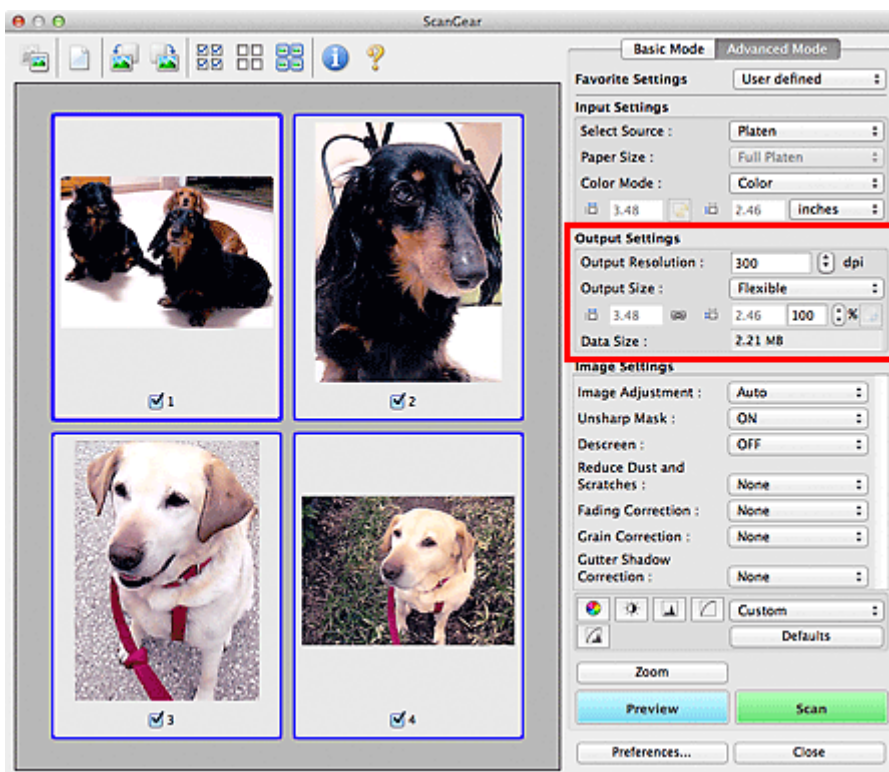 ScanGear
Basic Mode Advanced Mode
Favorite Settings User defined
Input Settings
Select Source : Platen
Paper Size : Full Platen
Color Mode : Color
3.48 2.46 inches
Output Settings
Output Resolution : 300 dpi
Output Size : Flexible
3.48 2.46 100 %
Data Size : 2.21 MB
Image Settings
Image Adjustment : Auto
Unsharp Mask : ON
Descreen : OFF
Reduce Dust and
Scratches : None
Fading Correction : None
Grain Correction : None
Gutter Shadow
Correction : None
Custom
Defaults
Zoom
Preview Scan
Preferences... Close
1
2
3
4